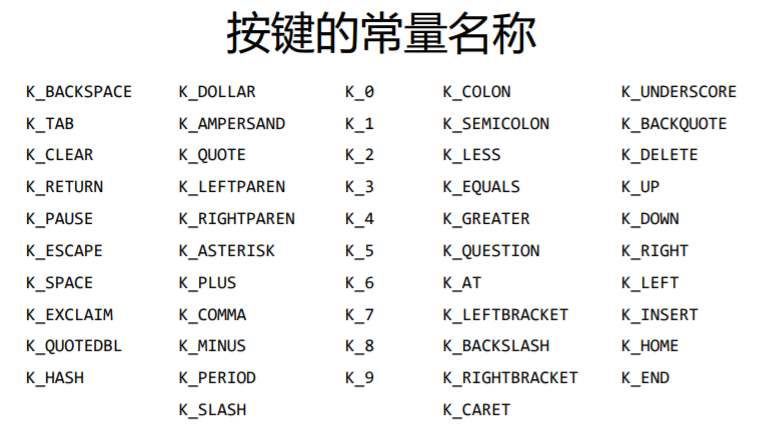 按键的常量名称
K_BACKSPACE K_DOLLAR K_0 K_COLON K_UNDERSCORE
K_TAB K_AMPERSAND K_1 K_SEMICOLON K_BACKQUOTE
K_CLEAR K_QUOTE K_2 K_LESS K_DELETE
K_RETURN K_LEFTPAREN K_3 K_EQUALS K_UP
K_PAUSE K_RIGHTPAREN K_4 K_GREATER K_DOWN
K_ESCAPE K_ASTERISK K_5 K_QUESTION K_RIGHT
K_SPACE K_PLUS K_6 K_AT K_LEFT
K_EXCLAIM K_COMMA K_7 K_LEFTBRACKET K_INSERT
K_QUOTEDBL K_MINUS K_8 K_BACKSLASH K_HOME
K_HASH K_PERIOD K_9 K_RIGHTBRACKET K_END
K_SLASH K_CARET